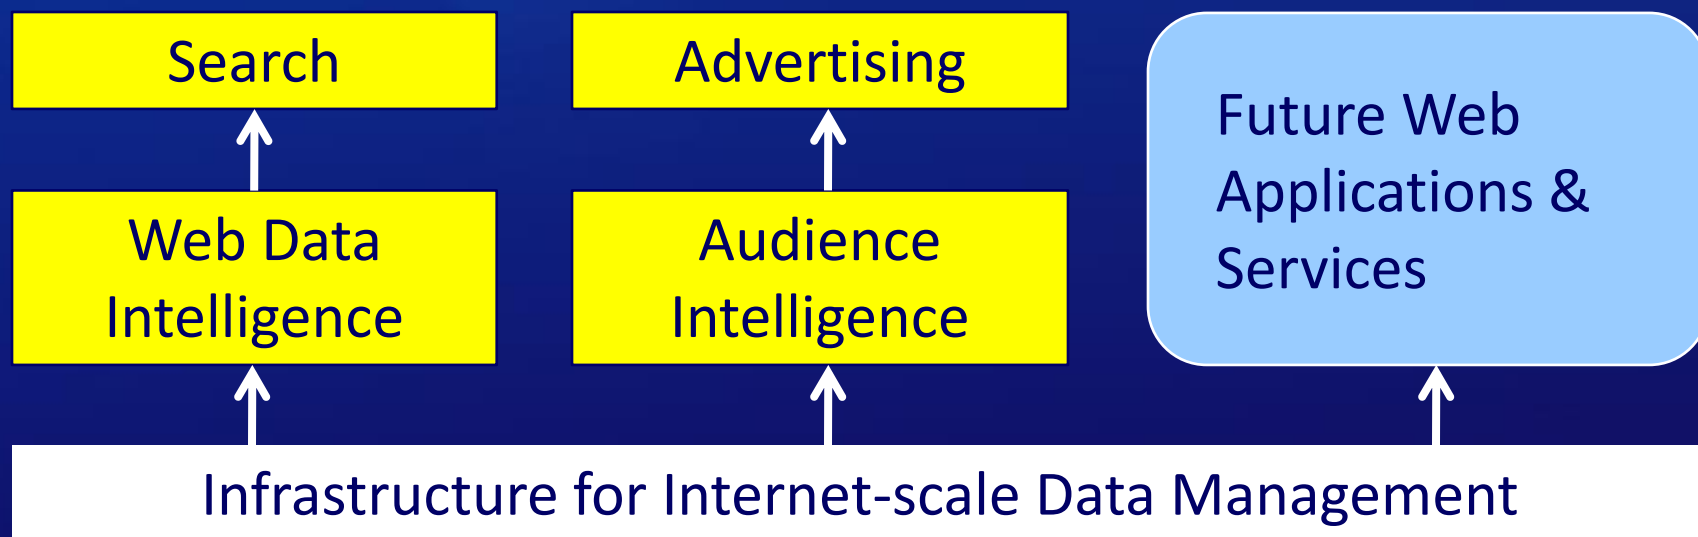 Search
Advertising
Future Web
Applications &
Services
Web Data
Intelligence
Audience
Intelligence
Infrastructure for Internet-scale Data Management